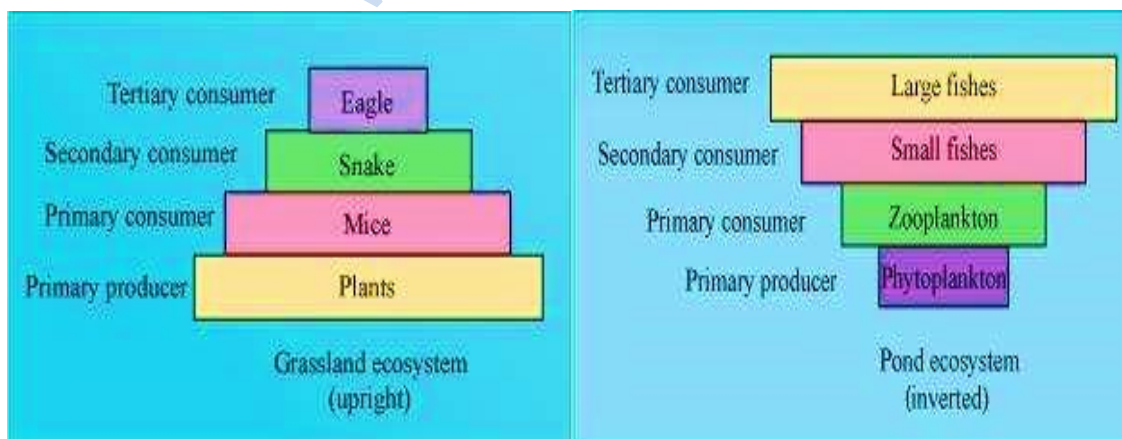 Tertiary consumer
Eagle
Secondary consumer
Snake
Primary consumer
Mice
Primary producer
Plants
Grassland ecosystem
(upright)
Tertiary consumer
Large fishes
Secondary consumer
Small fishes
Primary consumer
Zooplankton
Primary producer
Phytoplankton
Pond ecosystem
(inverted)